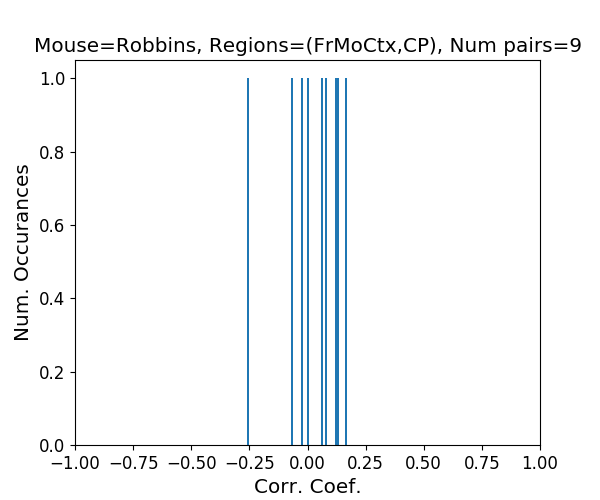 Mouse=Robbins, Regions=(FrMoCtx,CP), Num pairs=9
1.0
0.8
0.6
0.4
0.2
0.0
Num. Occurances
−1.00 −0.75 −0.50 −0.25 0.00 0.25 0.50 0.75 1.00
Corr. Coef.